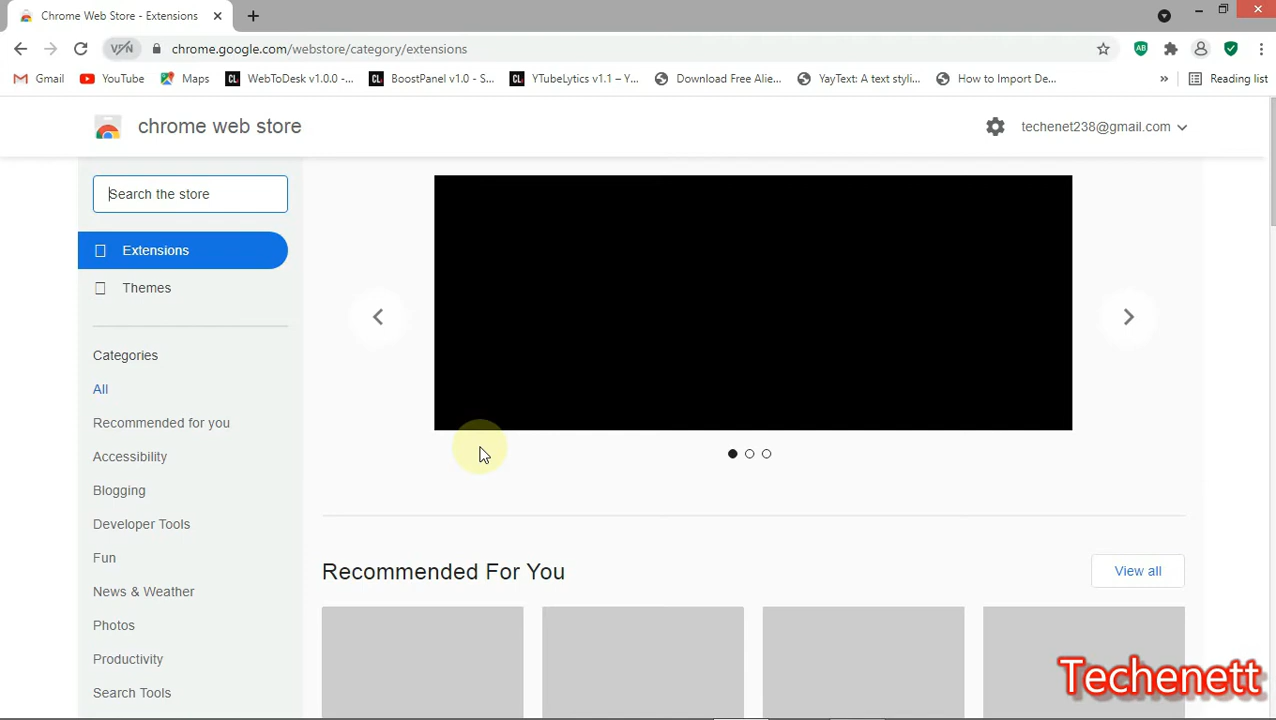 Chrome Web Store - Extensions
VPN chrome.google.com/webstore/category/extensions
Gmail YouTube Maps WebToDesk v1.0.0 -... BoostPanel v1.0 - S... YTubeLytics v1.1 – Y... Download Free Alie... YayText: A text styli... How to Import De... » Reading list
chrome web store
techenet238@gmail.com
Search the store
Extensions
Themes
Categories
All
Recommended for you
Accessibility
Blogging
Developer Tools
Fun
News & Weather
Photos
Productivity
Search Tools
Recommended For You
View all
Techenett